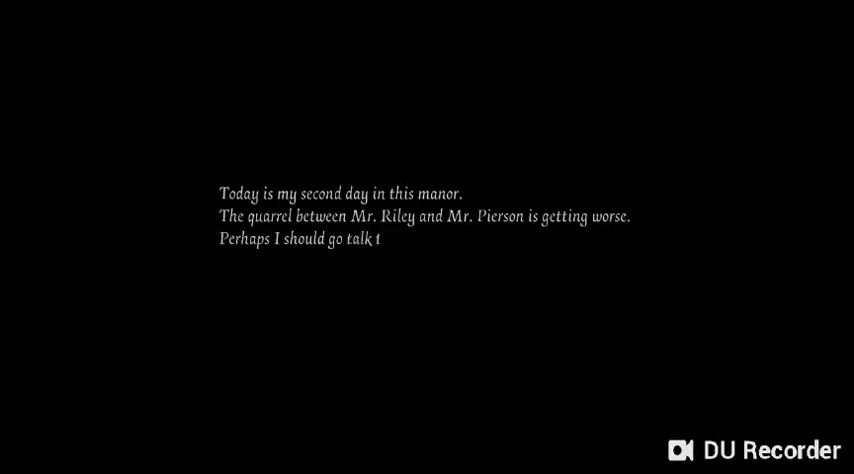 Today is my second day in this manor.
The quarrel between Mr. Riley and Mr. Pierson is getting worse.
Perhaps I should go talk t
DU Recorder